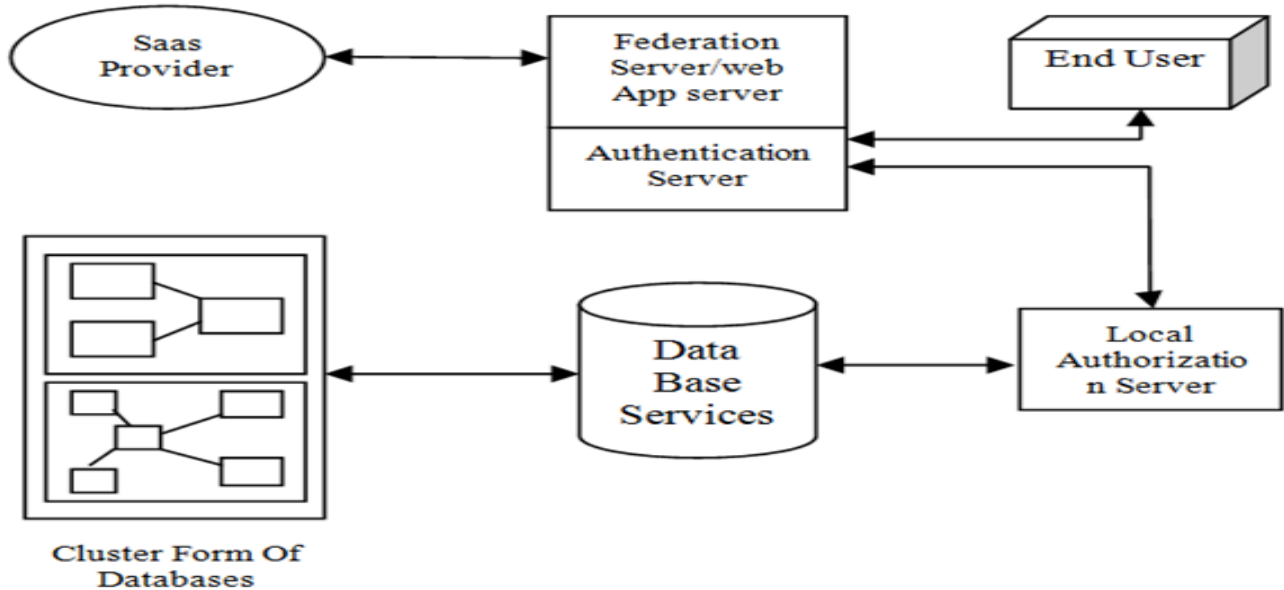 Saas
Provider
Federation
Server/web
App server
Authentication
Server
End User
Data
Base
Services
Local
Authorizatio
n Server
Cluster Form Of
Databases